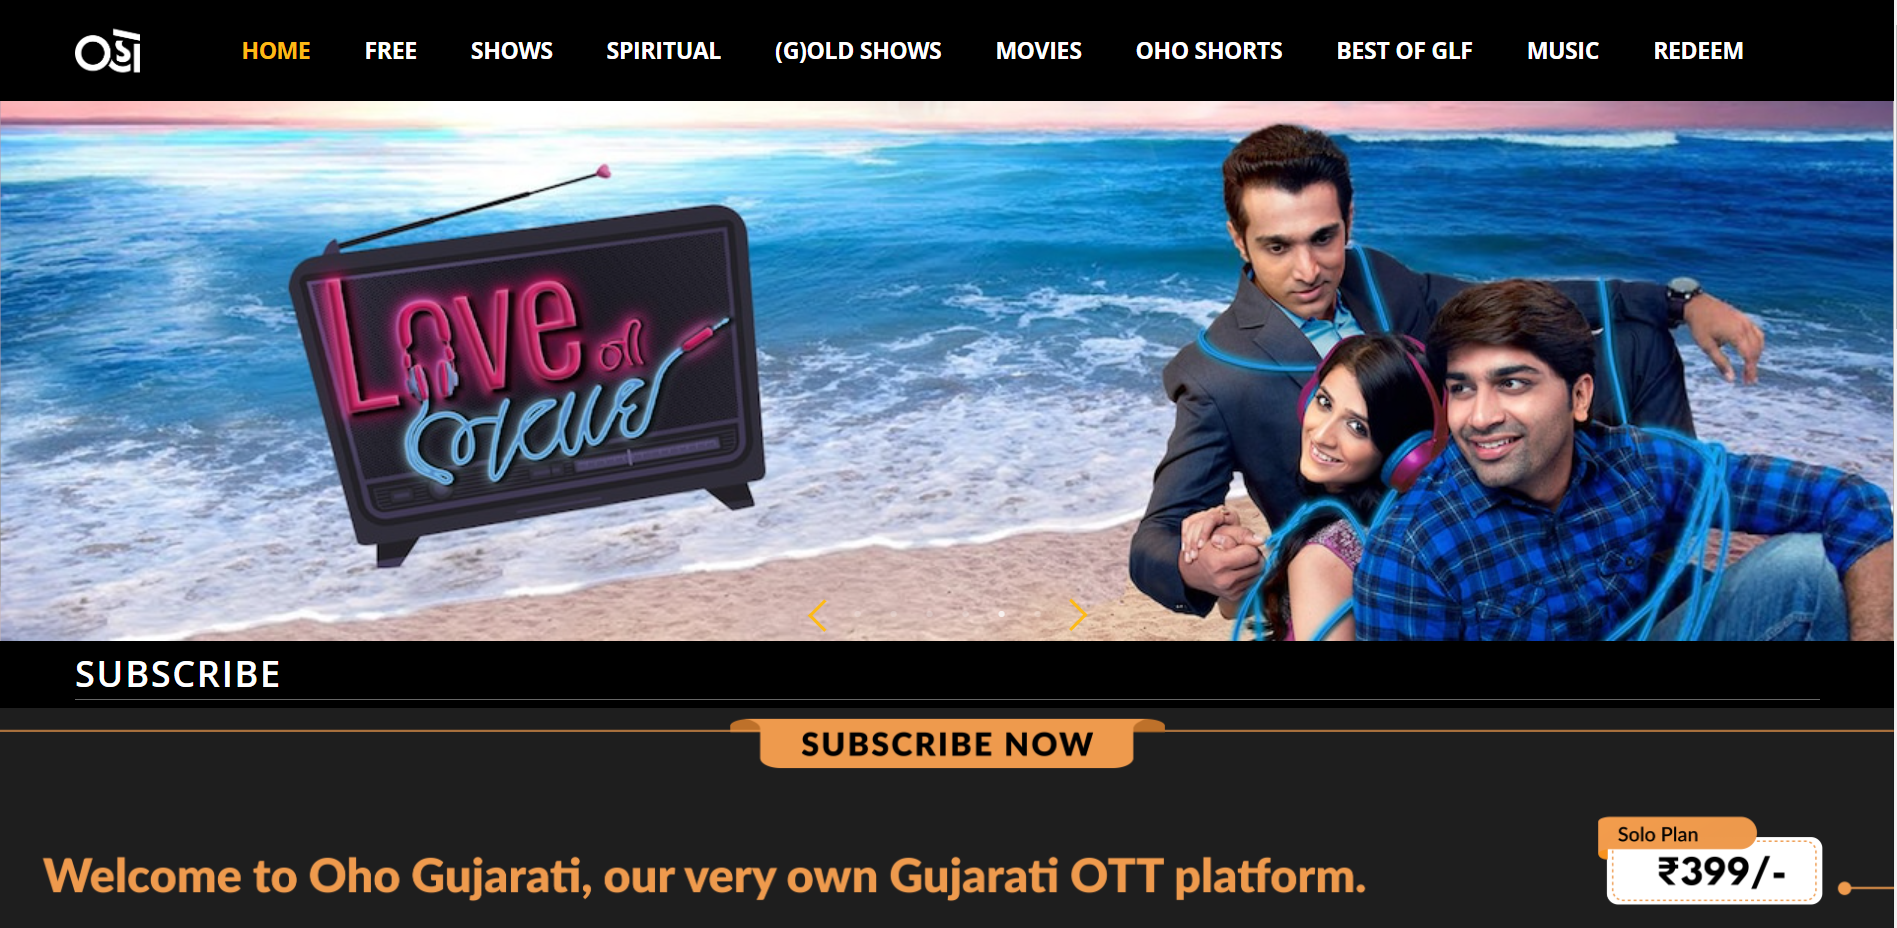 ઓહો
HOME FREE SHOWS SPIRITUAL (G)OLD SHOWS MOVIES OHO SHORTS BEST OF GLF MUSIC REDEEM
Love ની
ભવાઈ
SUBSCRIBE
SUBSCRIBE NOW
Solo Plan
Welcome to Oho Gujarati, our very own Gujarati OTT platform.
₹399/-